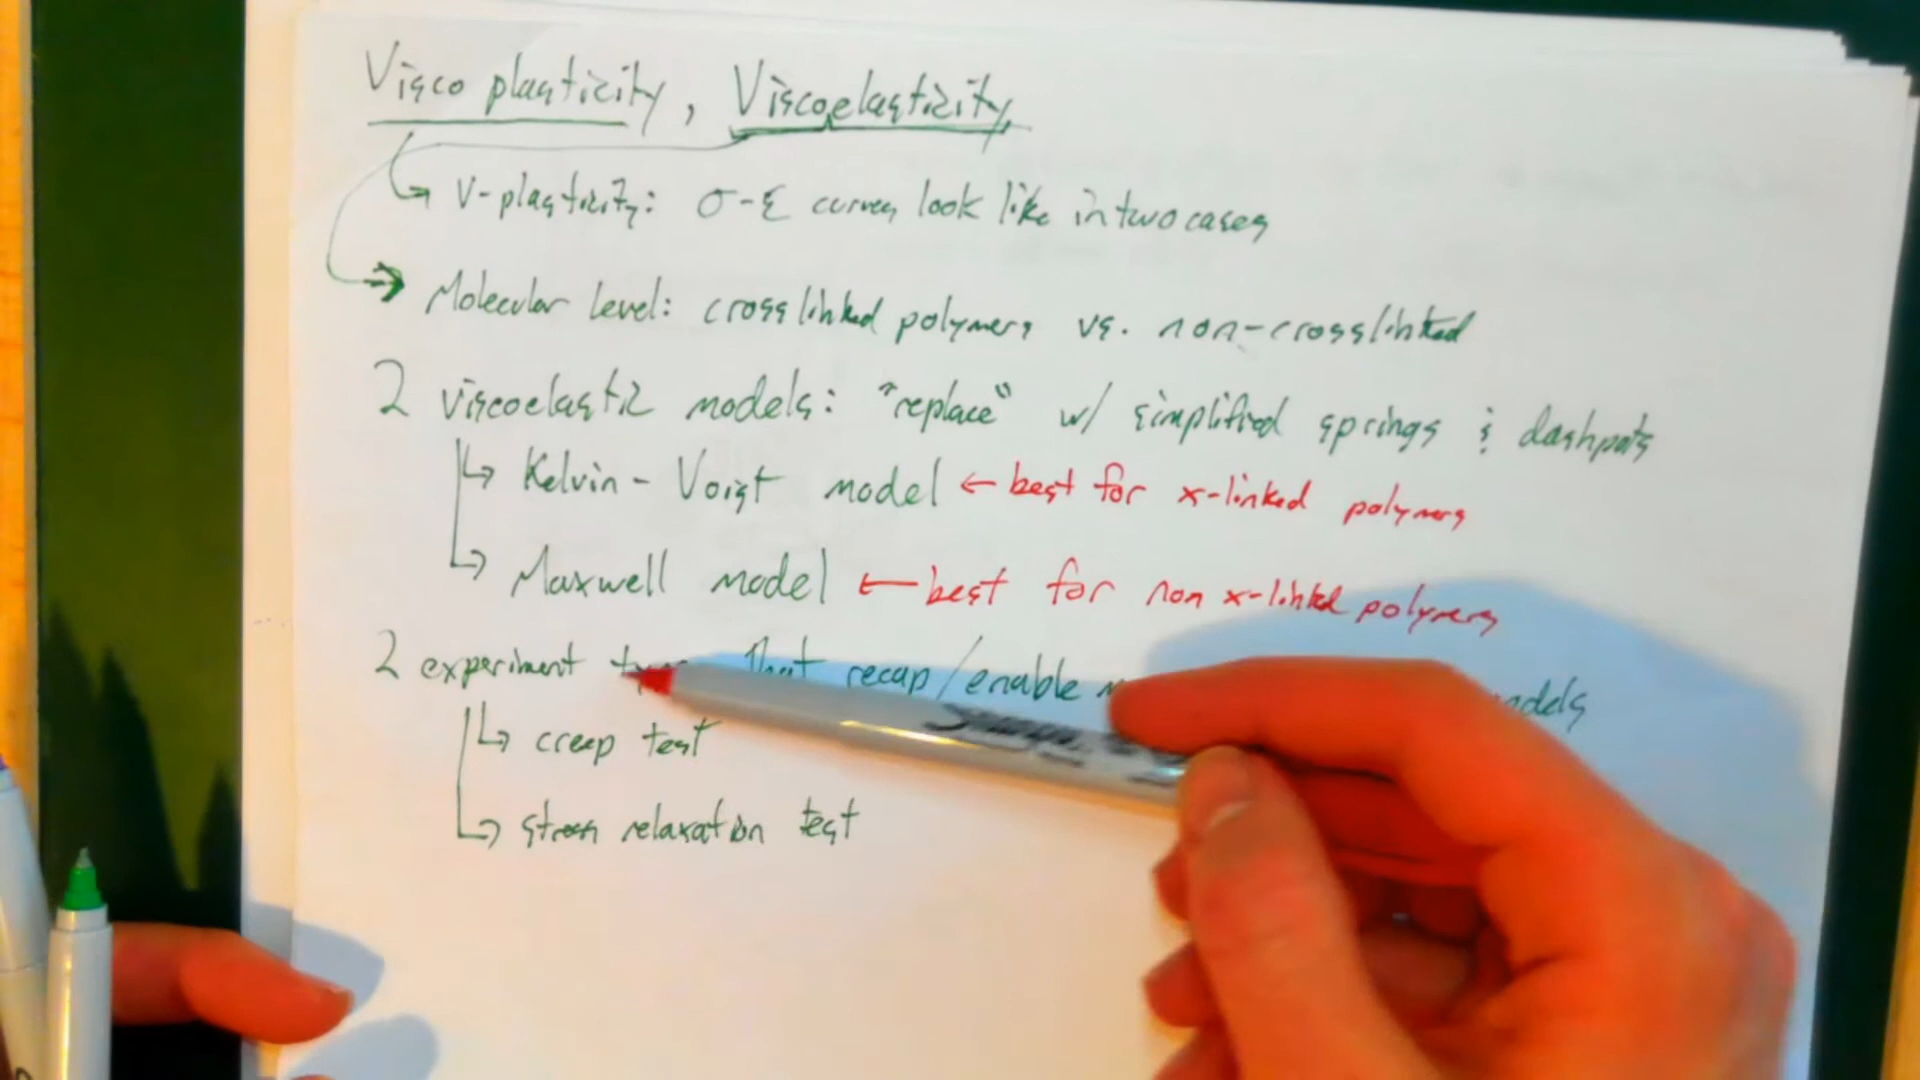 Visco plasticity, Viscoelasticity
↳ V-plasticity: σ-ε curves look like in two cases
→ Molecular level: crosslinked polymers vs. non-crosslinked
2 viscoelastic models: "replace" w/ simplified springs & dashpots
↳ Kelvin-Voigt model ← best for x-linked polymers
↳ Maxwell model ← best for non x-linked polymers
2 experiment that recap/enable
↳ creep test
↳ stress relaxation test